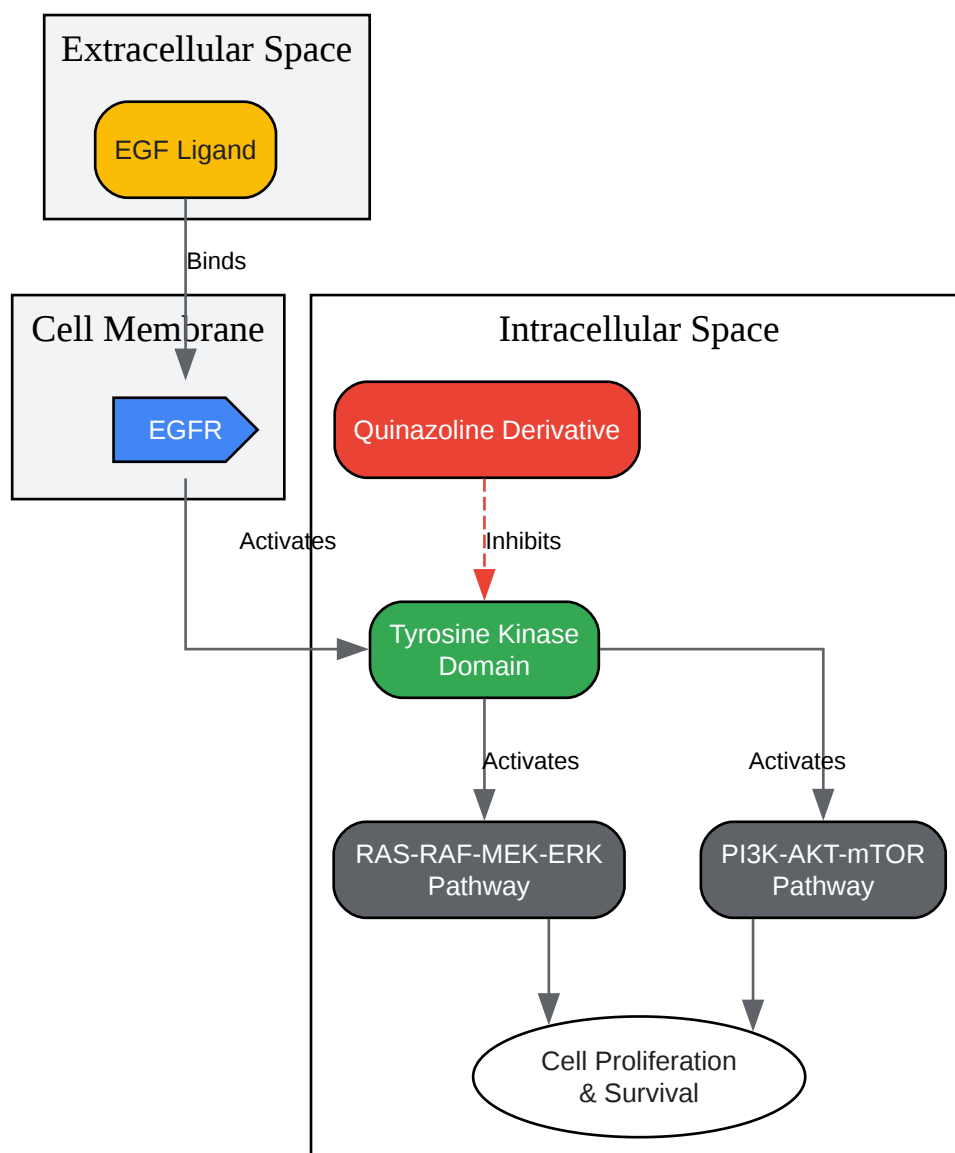 Extracellular Space
EGF Ligand
Binds
Cell Membrane
Intracellular Space
EGFR
Quinazoline Derivative
Activates
Inhibits
Tyrosine Kinase
Domain
Activates
Activates
RAS-RAF-MEK-ERK
Pathway
PI3K-AKT-mTOR
Pathway
Cell Proliferation
& Survival